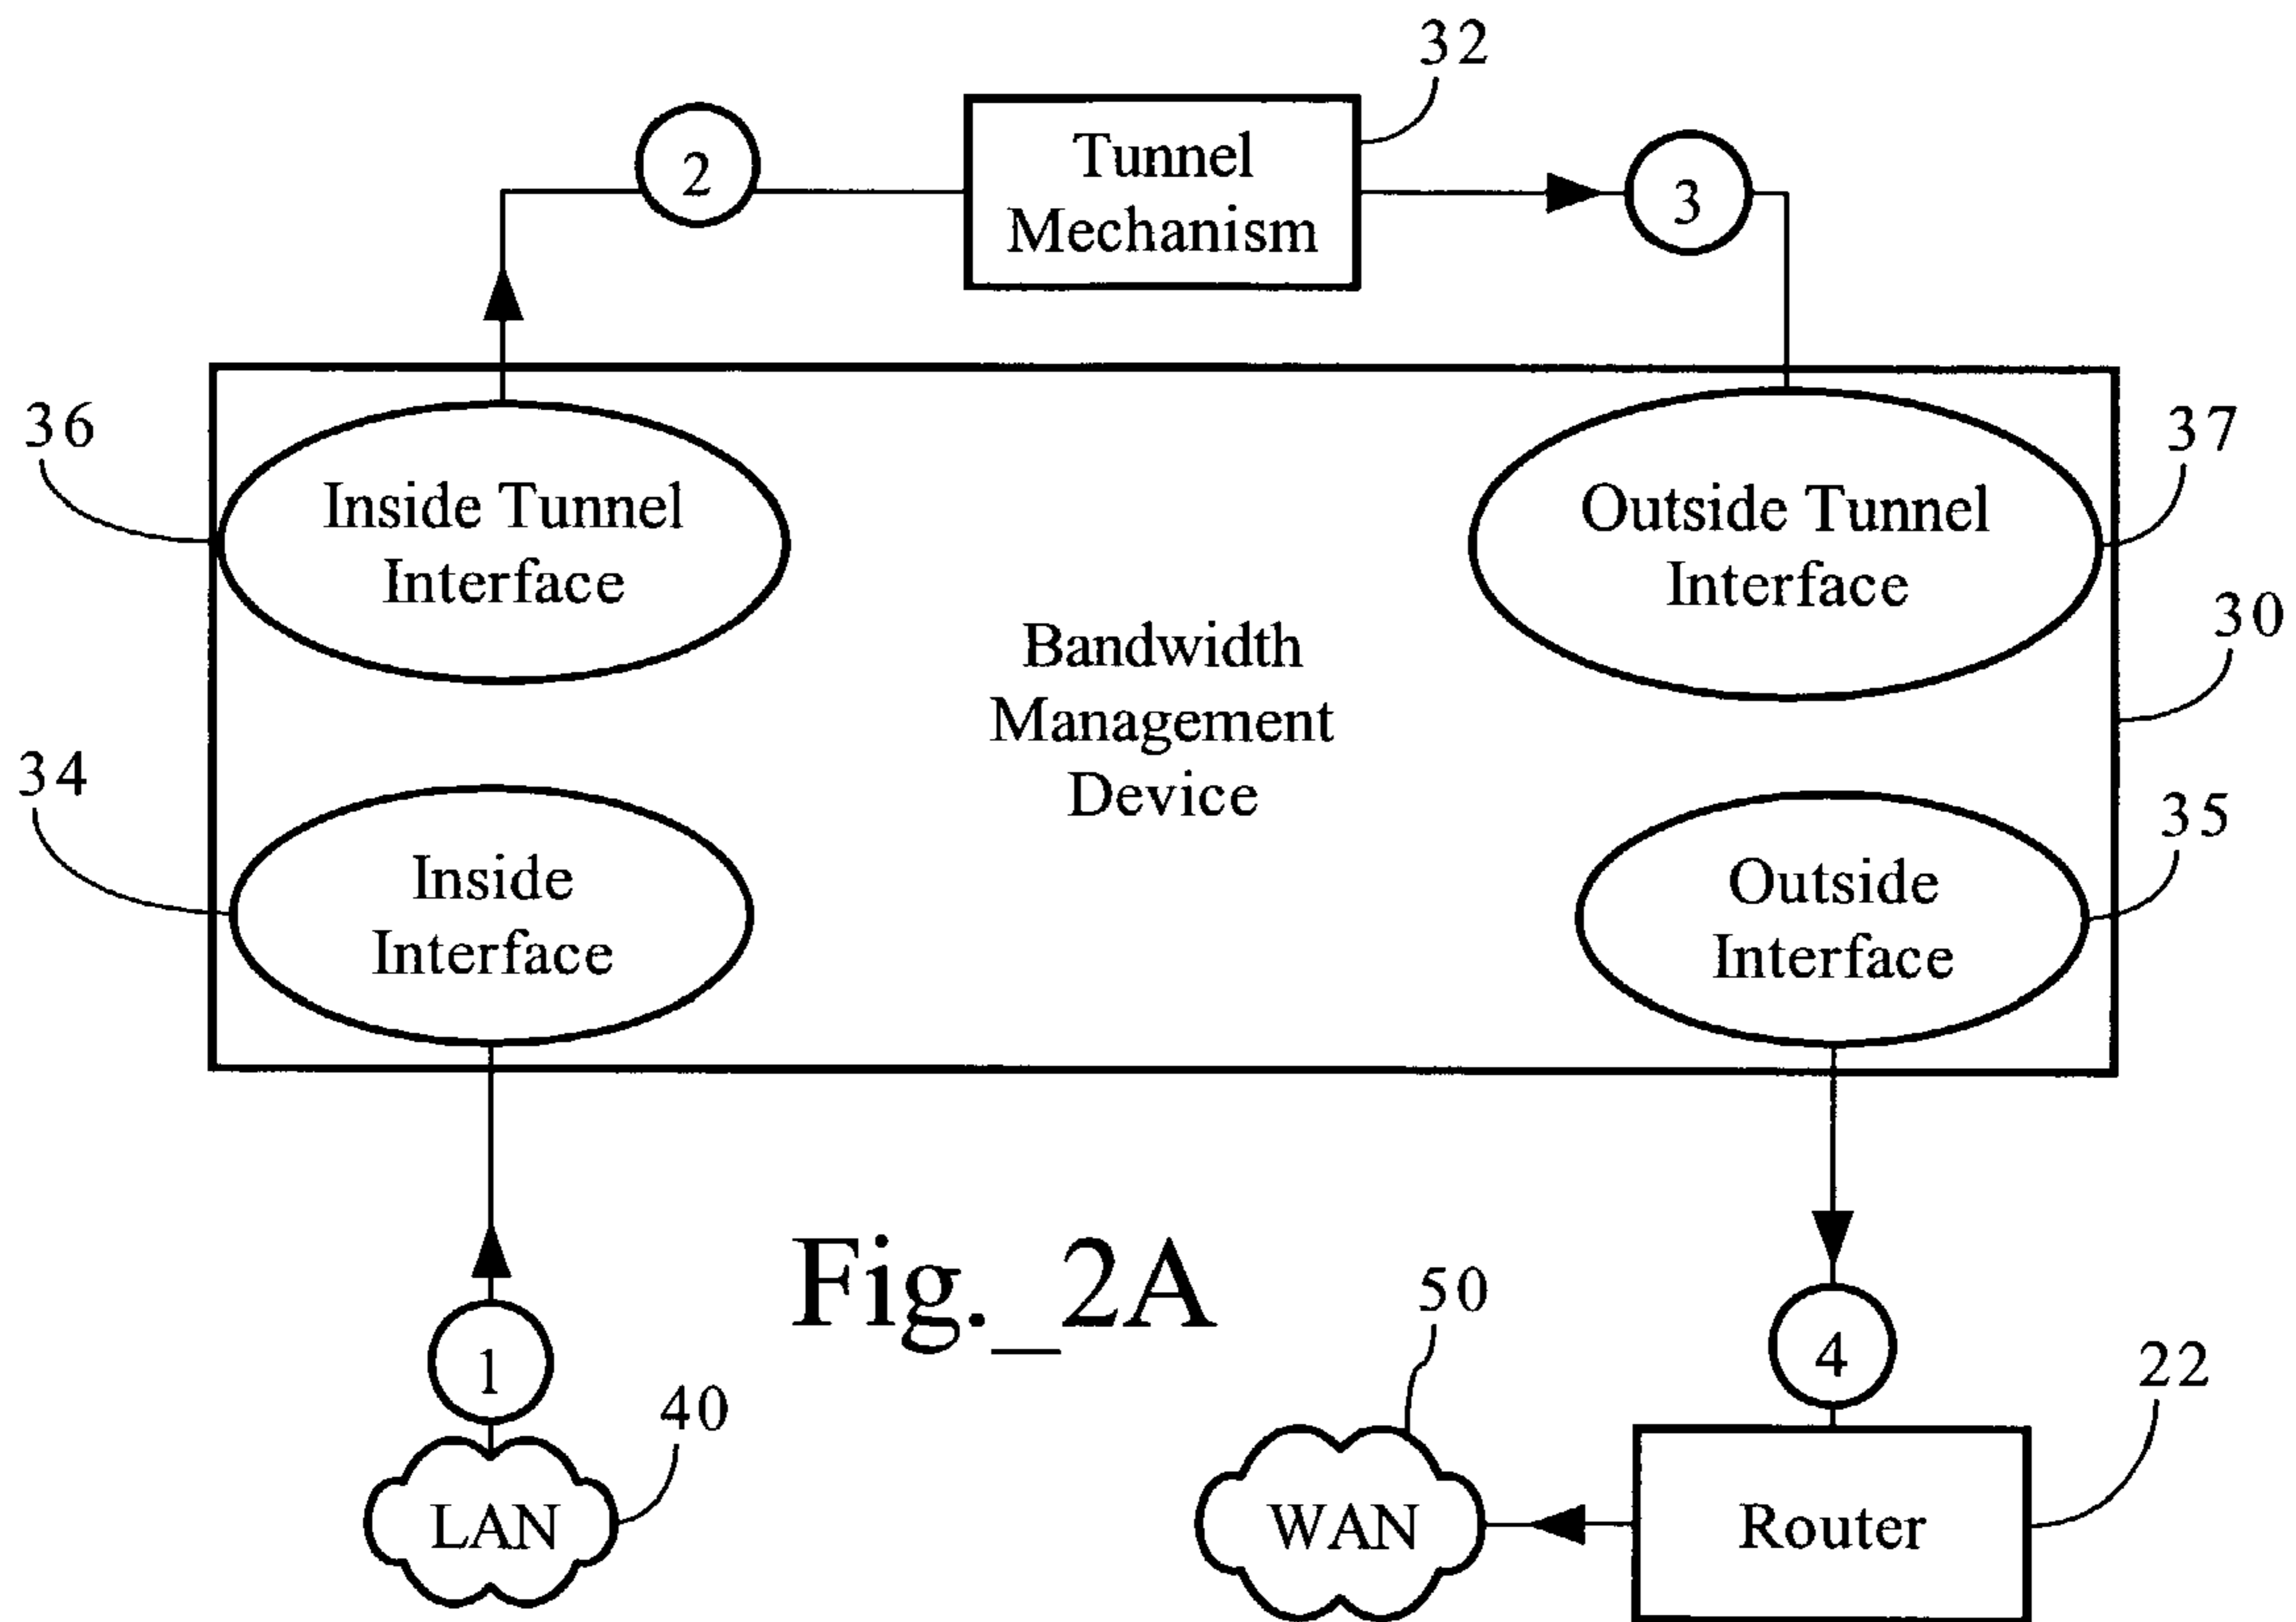 32
2
Tunnel
Mechanism
3
36
Inside Tunnel
Interface
Outside Tunnel
Interface
37
Bandwidth
Management
Device
30
34
Inside
Interface
Outside
Interface
35
Fig._2A
1
40
LAN
50
WAN
4
22
Router